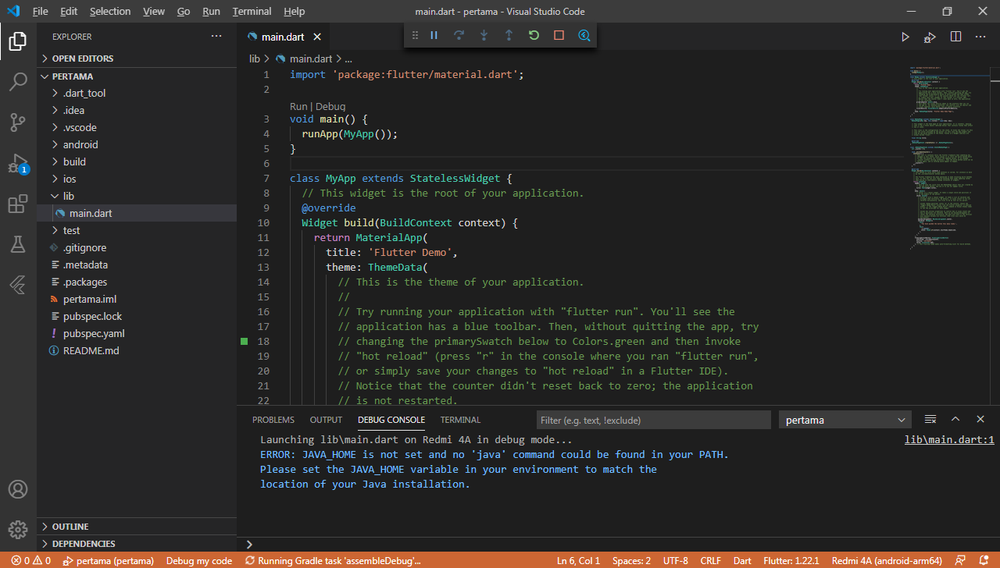 File Edit Selection View Go Run Terminal Help
main.dart - pertama - Visual Studio Code
EXPLORER
OPEN EDITORS
PERTAMA
.dart_tool
.idea
.vscode
android
build
ios
lib
main.dart
test
.gitignore
.metadata
.packages
pertama.iml
pubspec.lock
pubspec.yaml
README.md
OUTLINE
DEPENDENCIES
1
main.dart
lib > main.dart > ...
1 import 'package:flutter/material.dart';
2
Run | Debug
3 void main() {
4 runApp(MyApp());
5 }
6
7 class MyApp extends StatelessWidget {
8 // This widget is the root of your application.
9 @override
10 Widget build(BuildContext context) {
11 return MaterialApp(
12 title: 'Flutter Demo',
13 theme: ThemeData(
14 // This is the theme of your application.
15 //
16 // Try running your application with "flutter run". You'll see the
17 // application has a blue toolbar. Then, without quitting the app, try
18 // changing the primarySwatch below to Colors.green and then invoke
19 // "hot reload" (press "r" in the console where you ran "flutter run",
20 // or simply save your changes to "hot reload" in a Flutter IDE).
21 // Notice that the counter didn't reset back to zero; the application
22 // is not restarted.
PROBLEMS OUTPUT DEBUG CONSOLE TERMINAL
Filter (e.g. text, !exclude)
pertama
Launching lib\main.dart on Redmi 4A in debug mode...
lib\main.dart:1
ERROR: JAVA_HOME is not set and no 'java' command could be found in your PATH.
Please set the JAVA_HOME variable in your environment to match the
location of your Java installation.
0 0 pertama (pertama) Debug my code Running Gradle task 'assembleDebug'... Ln 6, Col 1 Spaces: 2 UTF-8 CRLF Dart Flutter: 1.22.1 Redmi 4A (android-arm64)